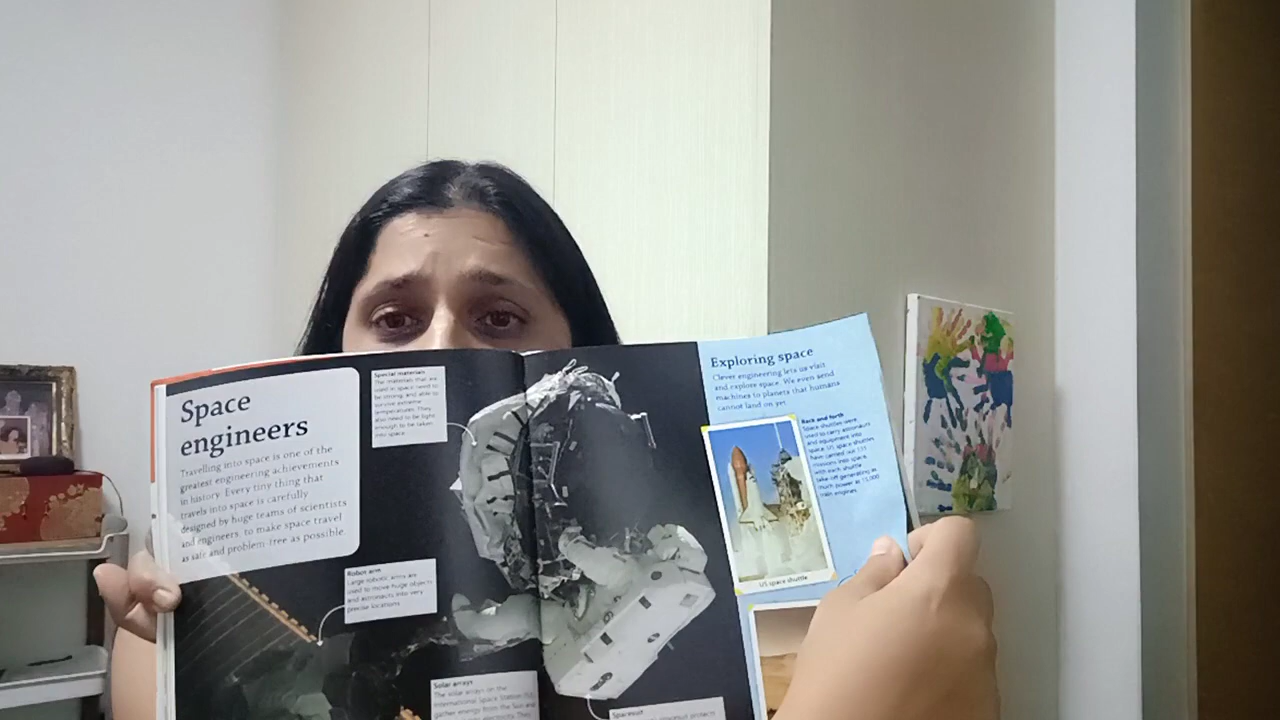 Space
engineers
Travelling into space is one of the
greatest engineering achievements
in history. Every tiny thing that
travels into space is carefully
designed by huge teams of scientists
and engineers, to make space travel
as safe and problem-free as possible.
Special materials
The materials that are
used in space need to
be strong, and able to
survive extreme
temperatures. They
also need to be light
enough to be taken
into space.
Robot arm
Large robotic arms are
used to move huge objects
and astronauts into very
precise locations.
Solar arrays
The solar arrays on the
International Space Station
gather energy from the Sun and
electricity. They
Spacesuit
protects
Exploring space
Clever engineering lets us visit
and explore space. We even send
machines to planets that humans
cannot land on yet.
Back and forth
Space shuttles were
used to carry astronauts
and equipment into
space. US space shuttles
have carried out 131
missions into space,
with each shuttle
take-off generating as
much power as 13,000
train engines.
US space shuttle